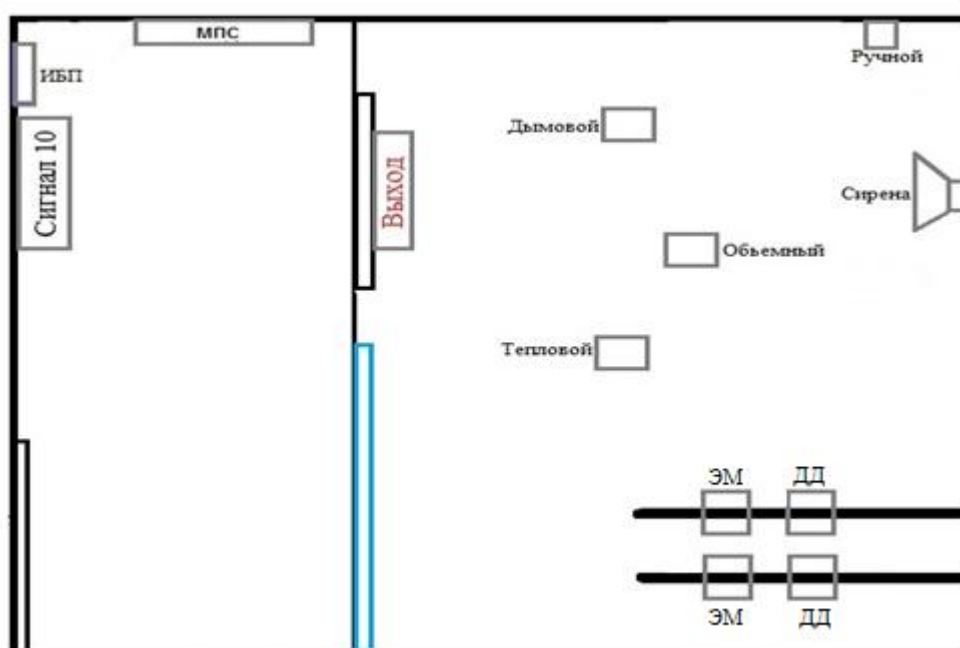 МПС
Ручной
ИБП
Дымовой
Сигнал 10
Выход
Сирена
Обьемный
Тепловой
ЭМ ДД
ЭМ ДД